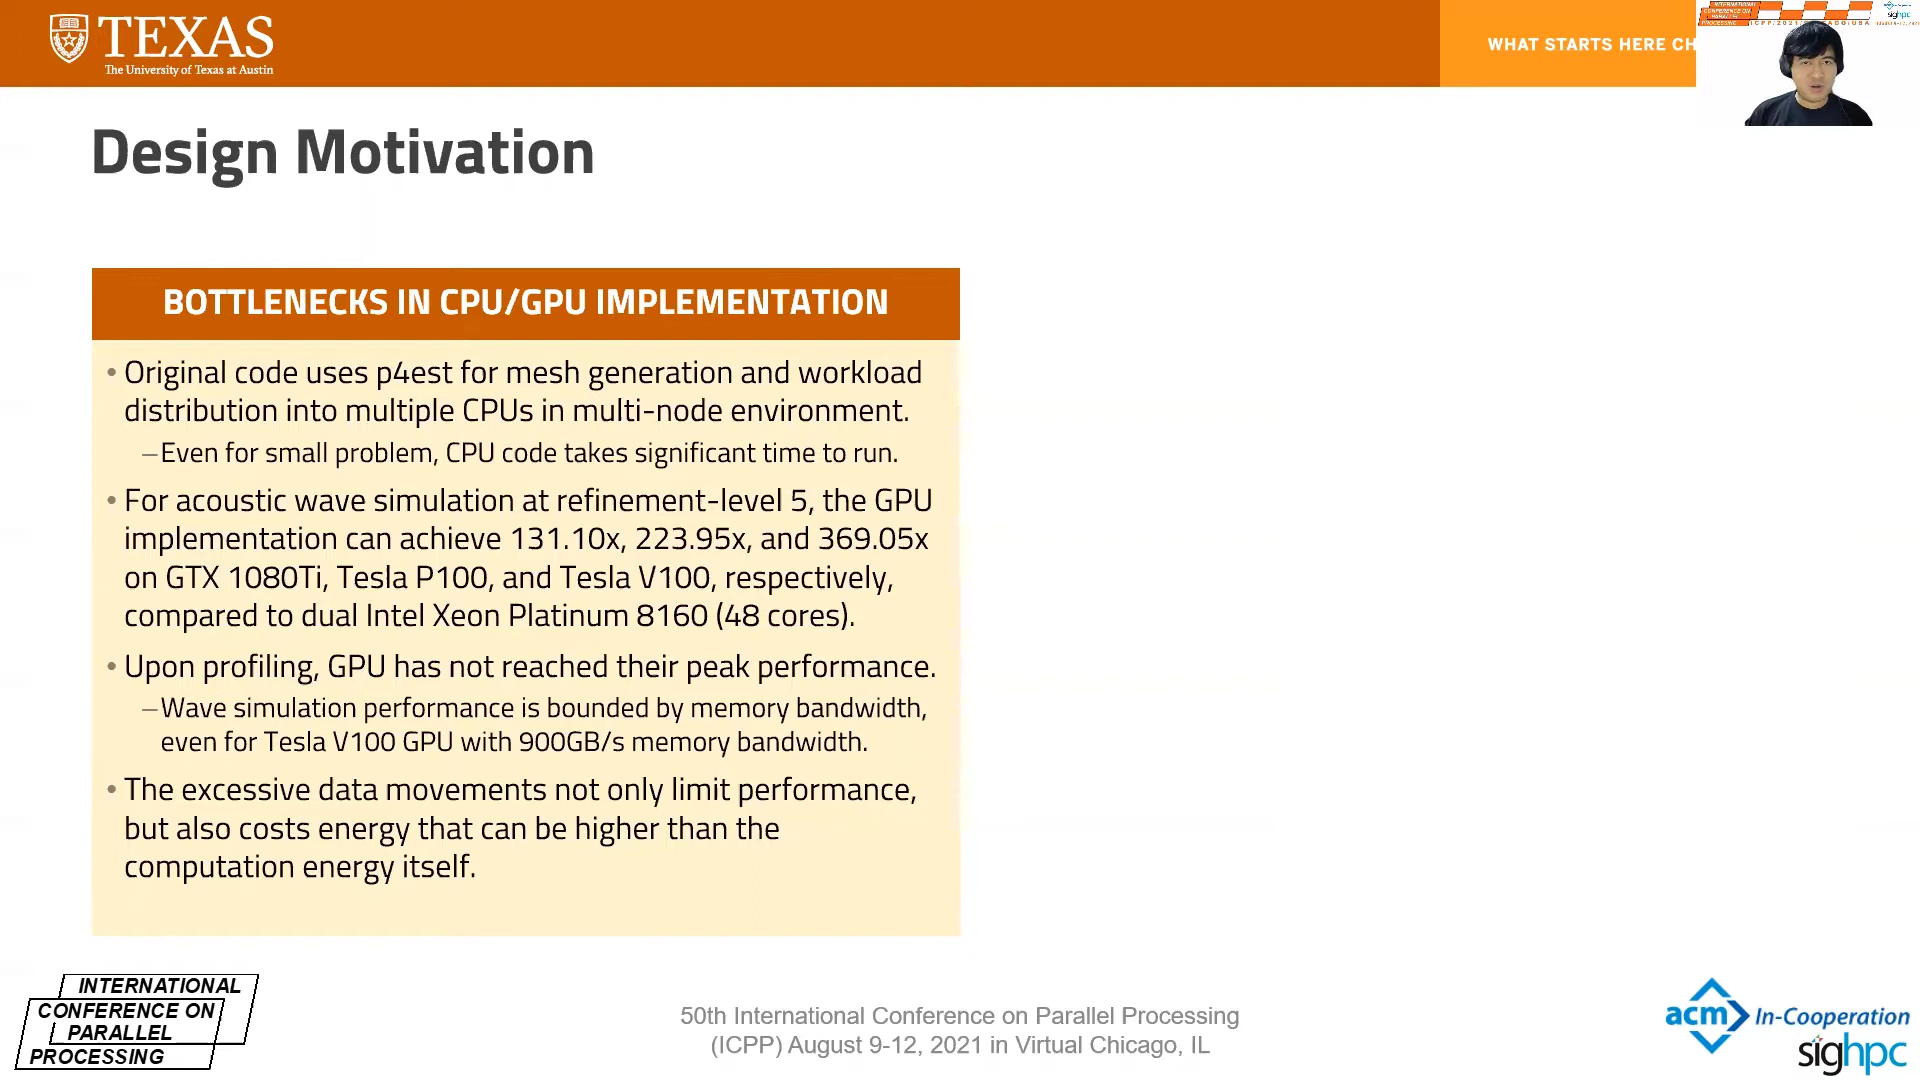 TEXAS
The University of Texas at Austin
WHAT STARTS HERE CH
INTERNATIONAL
CONFERENCE ON
PARALLEL
PROCESSING
sighpc
Design Motivation
BOTTLENECKS IN CPU/GPU IMPLEMENTATION
• Original code uses p4est for mesh generation and workload
distribution into multiple CPUs in multi-node environment.
–Even for small problem, CPU code takes significant time to run.
• For acoustic wave simulation at refinement-level 5, the GPU
implementation can achieve 131.10x, 223.95x, and 369.05x
on GTX 1080Ti, Tesla P100, and Tesla V100, respectively,
compared to dual Intel Xeon Platinum 8160 (48 cores).
• Upon profiling, GPU has not reached their peak performance.
–Wave simulation performance is bounded by memory bandwidth,
even for Tesla V100 GPU with 900GB/s memory bandwidth.
• The excessive data movements not only limit performance,
but also costs energy that can be higher than the
computation energy itself.
INTERNATIONAL
CONFERENCE ON
PARALLEL
PROCESSING
50th International Conference on Parallel Processing
(ICPP) August 9-12, 2021 in Virtual Chicago, IL
acm In-Cooperation
sighpc